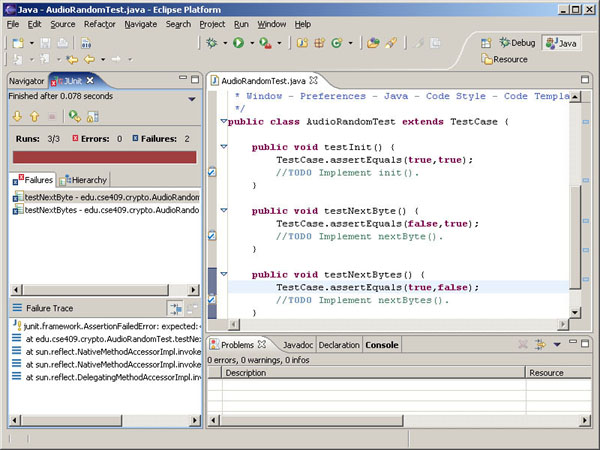 Java - AudioRandomTest.java - Eclipse Platform
File Edit Source Refactor Navigate Search Project Run Window Help
Debug Java
Resource
Navigator JUnit
Finished after 0.078 seconds
Runs: 3/3 Errors: 0 Failures: 2
Failures Hierarchy
testNextByte - edu.cse409.crypto.AudioRandom
testNextBytes - edu.cse409.crypto.AudioRando
Failure Trace
junit.framework.AssertionFailedError: expected:<
at edu.cse409.crypto.AudioRandomTest.testNex
at sun.reflect.NativeMethodAccessorImpl.invoke
at sun.reflect.NativeMethodAccessorImpl.invoke
at sun.reflect.DelegatingMethodAccessorImpl.inv
AudioRandomTest.java
* Window - Preferences - Java - Code Style - Code Templa
*/
public class AudioRandomTest extends TestCase {
public void testInit() {
TestCase.assertEquals(true,true);
//TODO Implement init().
}
public void testNextByte() {
TestCase.assertEquals(false,true);
//TODO Implement nextByte().
}
public void testNextBytes() {
TestCase.assertEquals(true,false);
//TODO Implement nextBytes().
}
Problems Javadoc Declaration Console
0 errors, 0 warnings, 0 infos
Description Resource